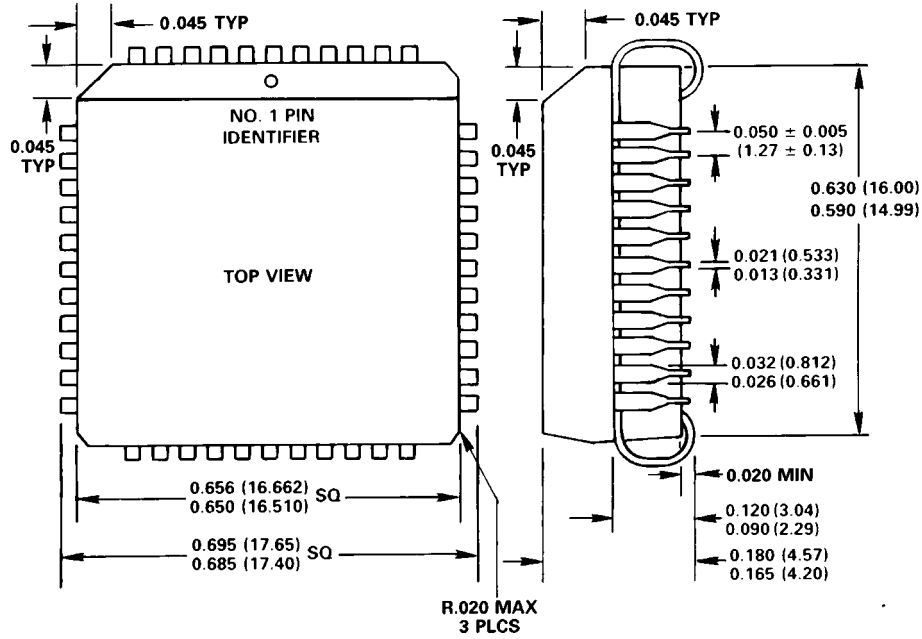 0.045 TYP
0.045 TYP
NO. 1 PIN
IDENTIFIER
0.045
TYP
0.045
TYP
0.050 ± 0.005
(1.27 ± 0.13)
0.630 (16.00)
0.590 (14.99)
TOP VIEW
0.021 (0.533)
0.013 (0.331)
0.032 (0.812)
0.026 (0.661)
0.656 (16.662) SQ
0.650 (16.510)
0.020 MIN
0.120 (3.04)
0.090 (2.29)
0.695 (17.65) SQ
0.685 (17.40)
0.180 (4.57)
0.165 (4.20)
R.020 MAX
3 PLCS